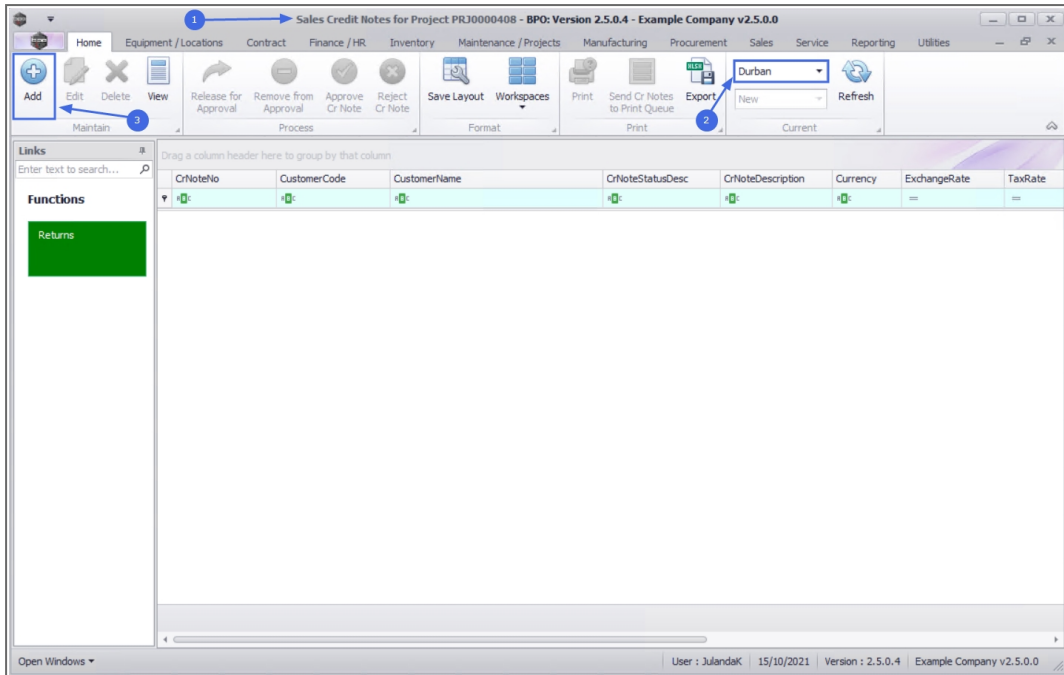 1
Sales Credit Notes for Project PRJ0000408 - BPO: Version 2.5.0.4 - Example Company v2.5.0.0
Home Equipment / Locations Contract Finance / HR Inventory Maintenance / Projects Manufacturing Procurement Sales Service Reporting Utilities
Add Edit Delete View Release for Approval Remove from Approval Approve Cr Note Reject Cr Note Save Layout Workspaces Print Send Cr Notes to Print Queue Export
XLSX
Durban
New
Refresh
3
2
Maintain Process Format Print Current
Links
Enter text to search...
Functions
Returns
Drag a column header here to group by that column
CrNoteNo CustomerCode CustomerName CrNoteStatusDesc CrNoteDescription Currency ExchangeRate TaxRate
Open Windows User : JulandaK 15/10/2021 Version : 2.5.0.4 Example Company v2.5.0.0